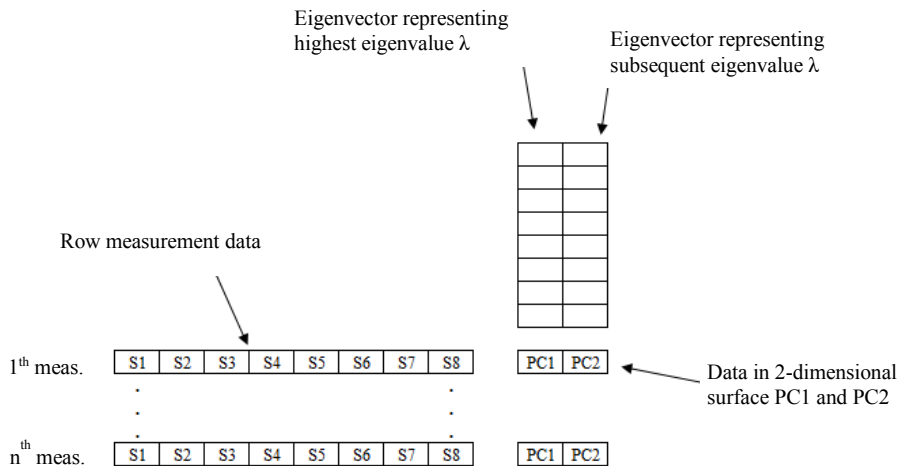 Eigenvector representing
highest eigenvalue λ
Eigenvector representing
subsequent eigenvalue λ
Row measurement data
1th meas. S1 S2 S3 S4 S5 S6 S7 S8 PC1 PC2
Data in 2-dimensional
surface PC1 and PC2
nth meas. S1 S2 S3 S4 S5 S6 S7 S8 PC1 PC2